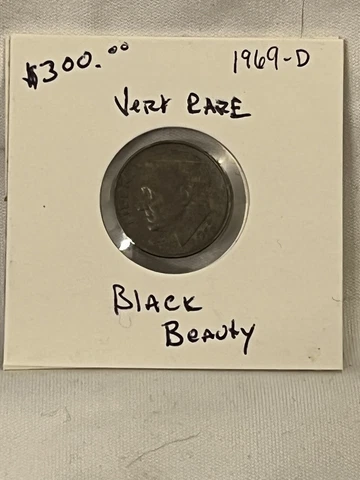 $300.00
1969-D
Very RARE
BLACK
Beauty